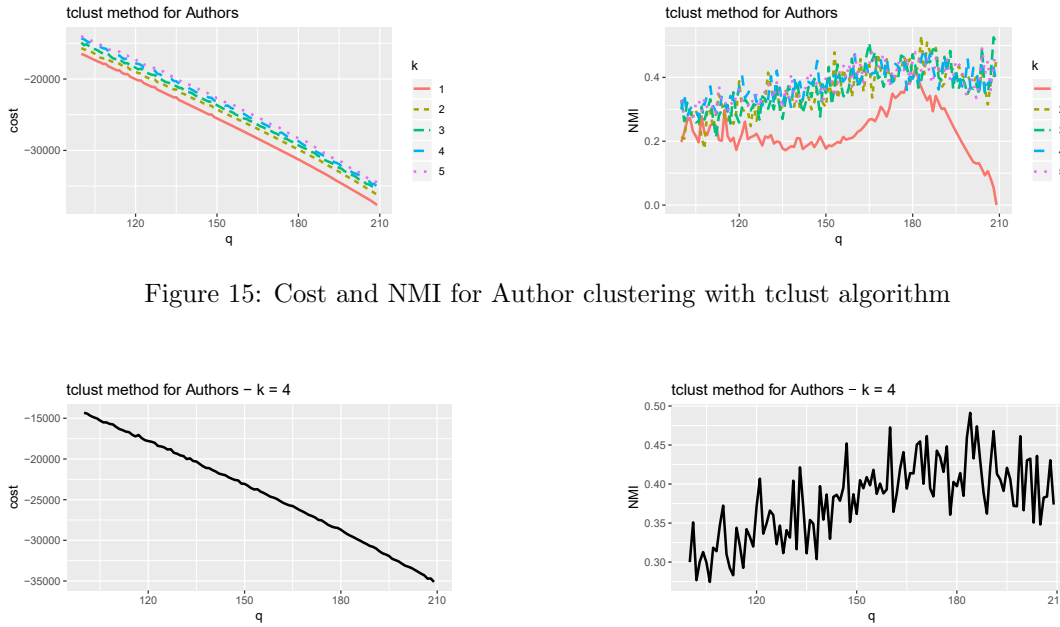 tclust method for Authors
cost
−20000
−30000
120
150
180
210
q
k
1
2
3
4
5
tclust method for Authors
NMI
0.4
0.2
0.0
120
150
180
210
q
k
Figure 15: Cost and NMI for Author clustering with tclust algorithm
tclust method for Authors − k = 4
cost
−15000
−20000
−25000
−30000
−35000
120
150
180
210
q
tclust method for Authors − k = 4
NMI
0.50
0.45
0.40
0.35
0.30
120
150
180
21
q